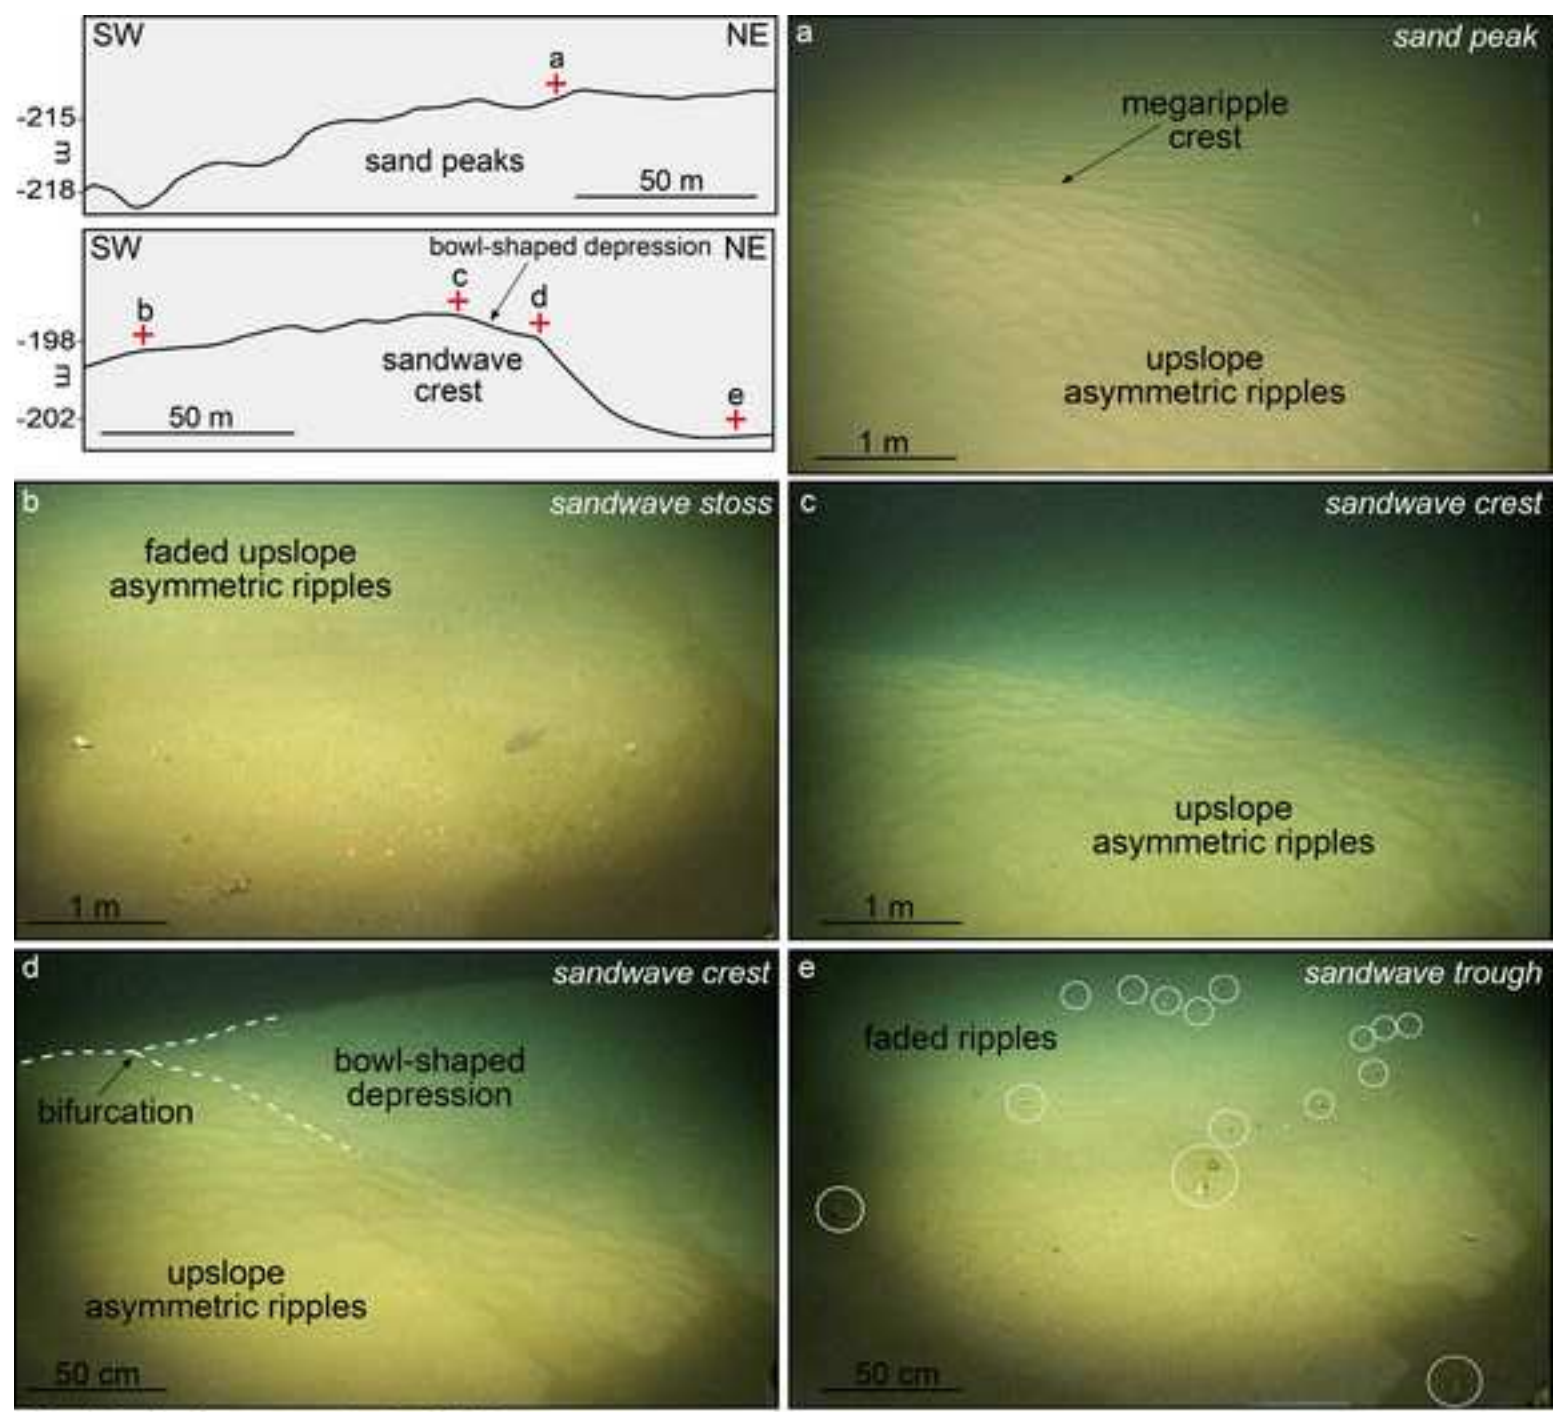 SW
NE
a
-215
m
-218
sand peaks
50 m
SW
bowl-shaped depression
NE
b
c
d
-198
m
-202
sandwave
crest
50 m
e
a
sand peak
megaripple
crest
upslope
asymmetric ripples
1 m
b
sandwave stoss
faded upslope
asymmetric ripples
1 m
c
sandwave crest
upslope
asymmetric ripples
1 m
d
sandwave crest
bowl-shaped
depression
bifurcation
upslope
asymmetric ripples
50 cm
e
sandwave trough
faded ripples
50 cm